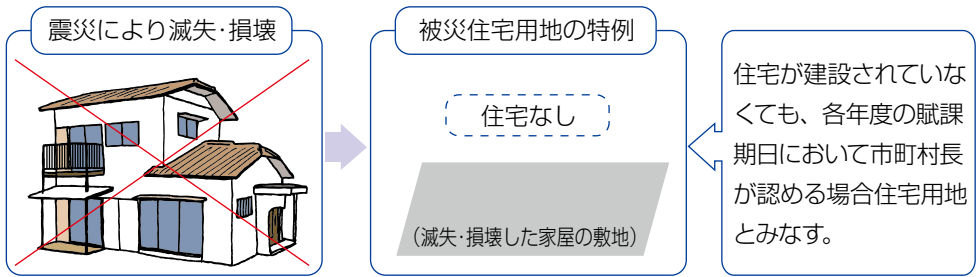 震災により滅失・損壊
被災住宅用地の特例
住宅なし
（滅失・損壊した家屋の敷地）
住宅が建設されていな
くても、各年度の賦課
期日において市町村長
が認める場合住宅用地
とみなす。